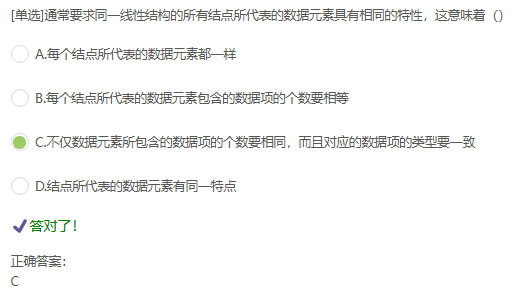 [单选]通常要求同一线性结构的所有结点所代表的数据元素具有相同的特性，这意味着（）
A.每个结点所代表的数据元素都一样
B.每个结点所代表的数据元素包含的数据项的个数要相等
C.不仅数据元素所包含的数据项的个数要相同，而且对应的数据项的类型要一致
D.结点所代表的数据元素有同一特点
答对了！
正确答案：
C